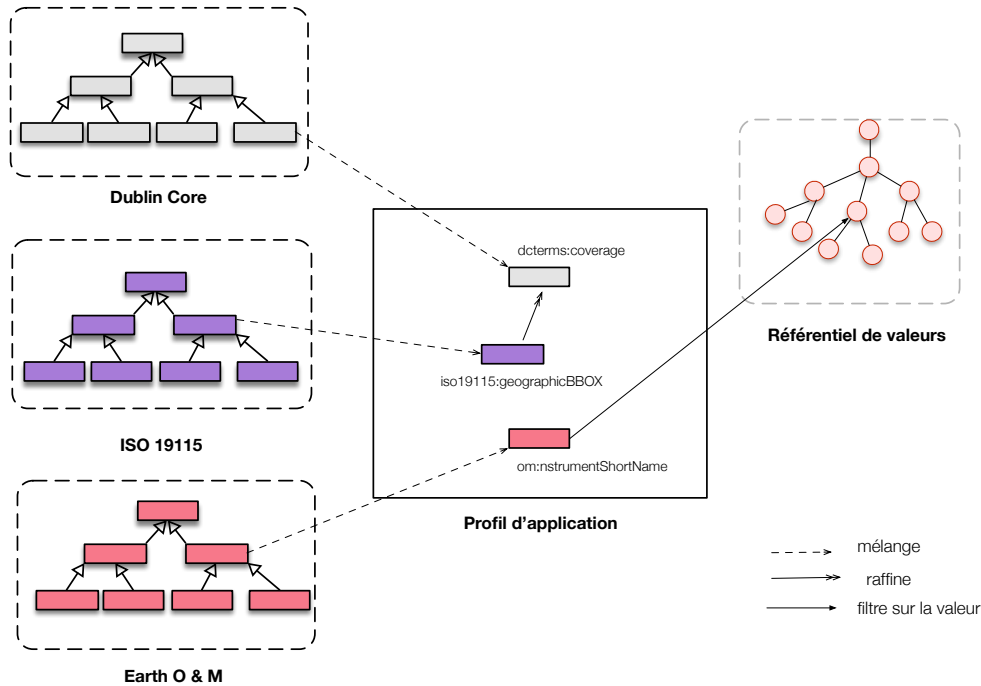 Dublin Core
dcterms:coverage
Référentiel de valeurs
iso19115:geographicBBOX
ISO 19115
om:nstrumentShortName
Profil d'application
mélange
raffine
filtre sur la valeur
Earth O & M